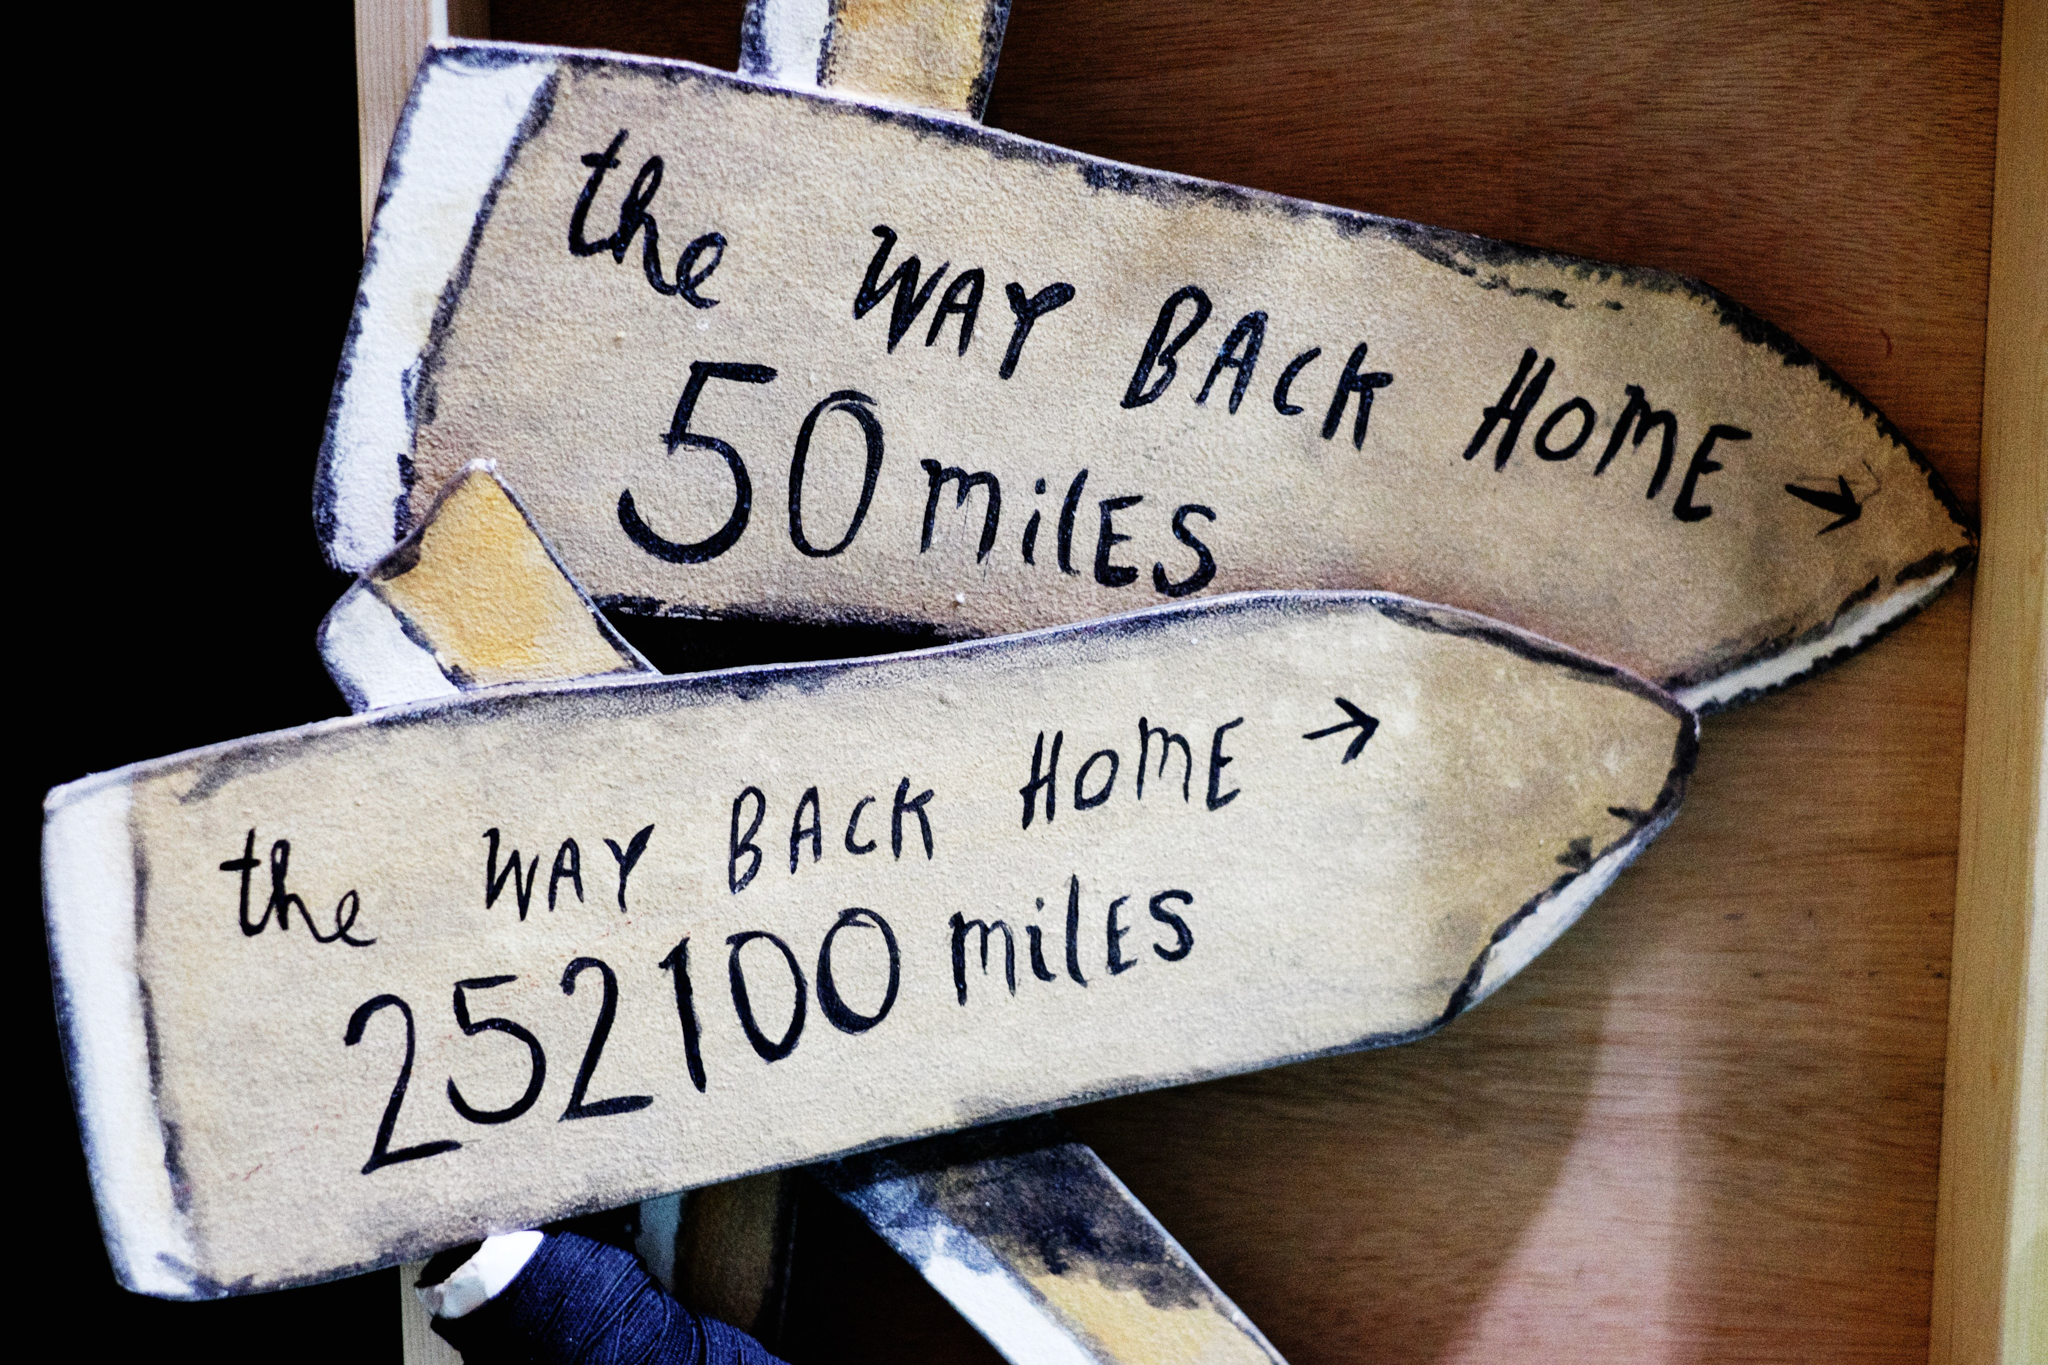 the WAY BACK HOME →
50 milES
the WAY BACK HOME →
252100 milES